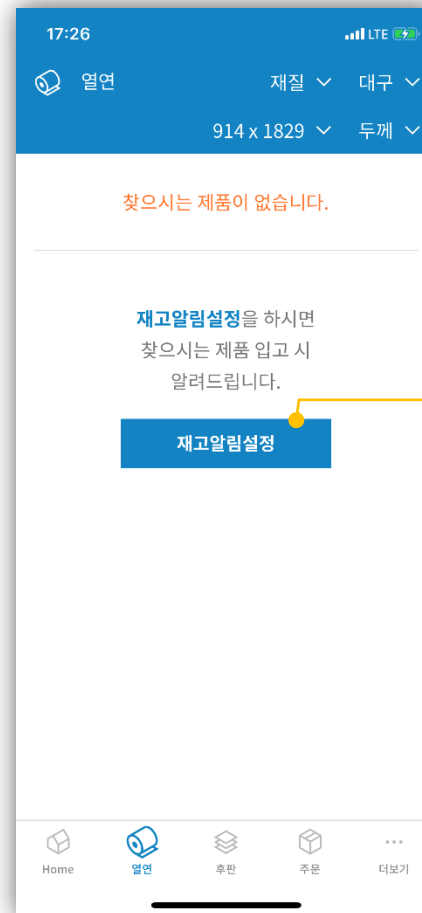 17:26 LTE
열연 재질 대구
914 x 1829 두께
찾으시는 제품이 없습니다.
재고알림설정을 하시면
찾으시는 제품 입고 시
알려드립니다.
재고알림설정
Home 열연 후판 주문 더보기